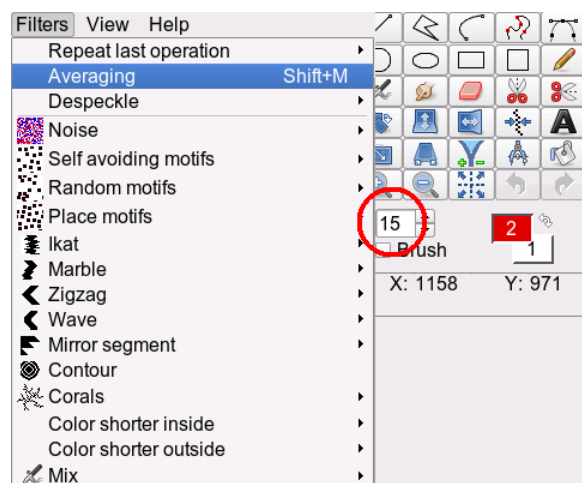 Filters View Help
Repeat last operation
Averaging Shift+M
Despeckle
Noise
Self avoiding motifs
Random motifs
Place motifs
Ikat
Marble
Zigzag
Wave
Mirror segment
Contour
Corals
Color shorter inside
Color shorter outside
Mix
A
15
2
1
Brush
X: 1158 Y: 971